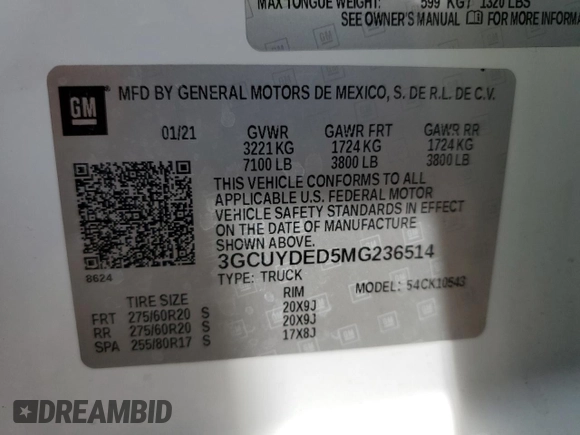 MAX TONGUE WEIGHT: 599 KG / 1320 LBS
SEE OWNER'S MANUAL FOR MORE INFORMATION
GM
MFD BY GENERAL MOTORS DE MEXICO, S. DE R.L. DE C.V.
01/21 GVWR GAWR FRT GAWR RR
3221 KG 1724 KG 1724 KG
7100 LB 3800 LB 3800 LB
THIS VEHICLE CONFORMS TO ALL
APPLICABLE U.S. FEDERAL MOTOR
VEHICLE SAFETY STANDARDS IN EFFECT
ON THE DATE OF MANUFACTURE
SHOWN ABOVE.
8624 3GCUYDED5MG236514
TYPE: TRUCK MODEL: 54CK10543
TIRE SIZE RIM
FRT 275/60R20 S 20X9J
RR 275/60R20 S 20X9J
SPA 255/80R17 S 17X8J
DREAMBID